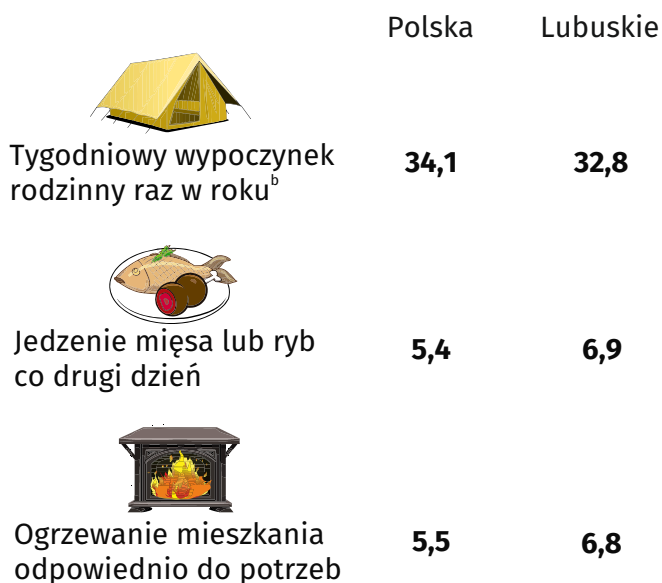 Polska Lubuskie
Tygodniowy wypoczynek
rodzinny raz w rokuᵇ 34,1 32,8
Jedzenie mięsa lub ryb
co drugi dzień 5,4 6,9
Ogrzewanie mieszkania
odpowiednio do potrzeb 5,5 6,8